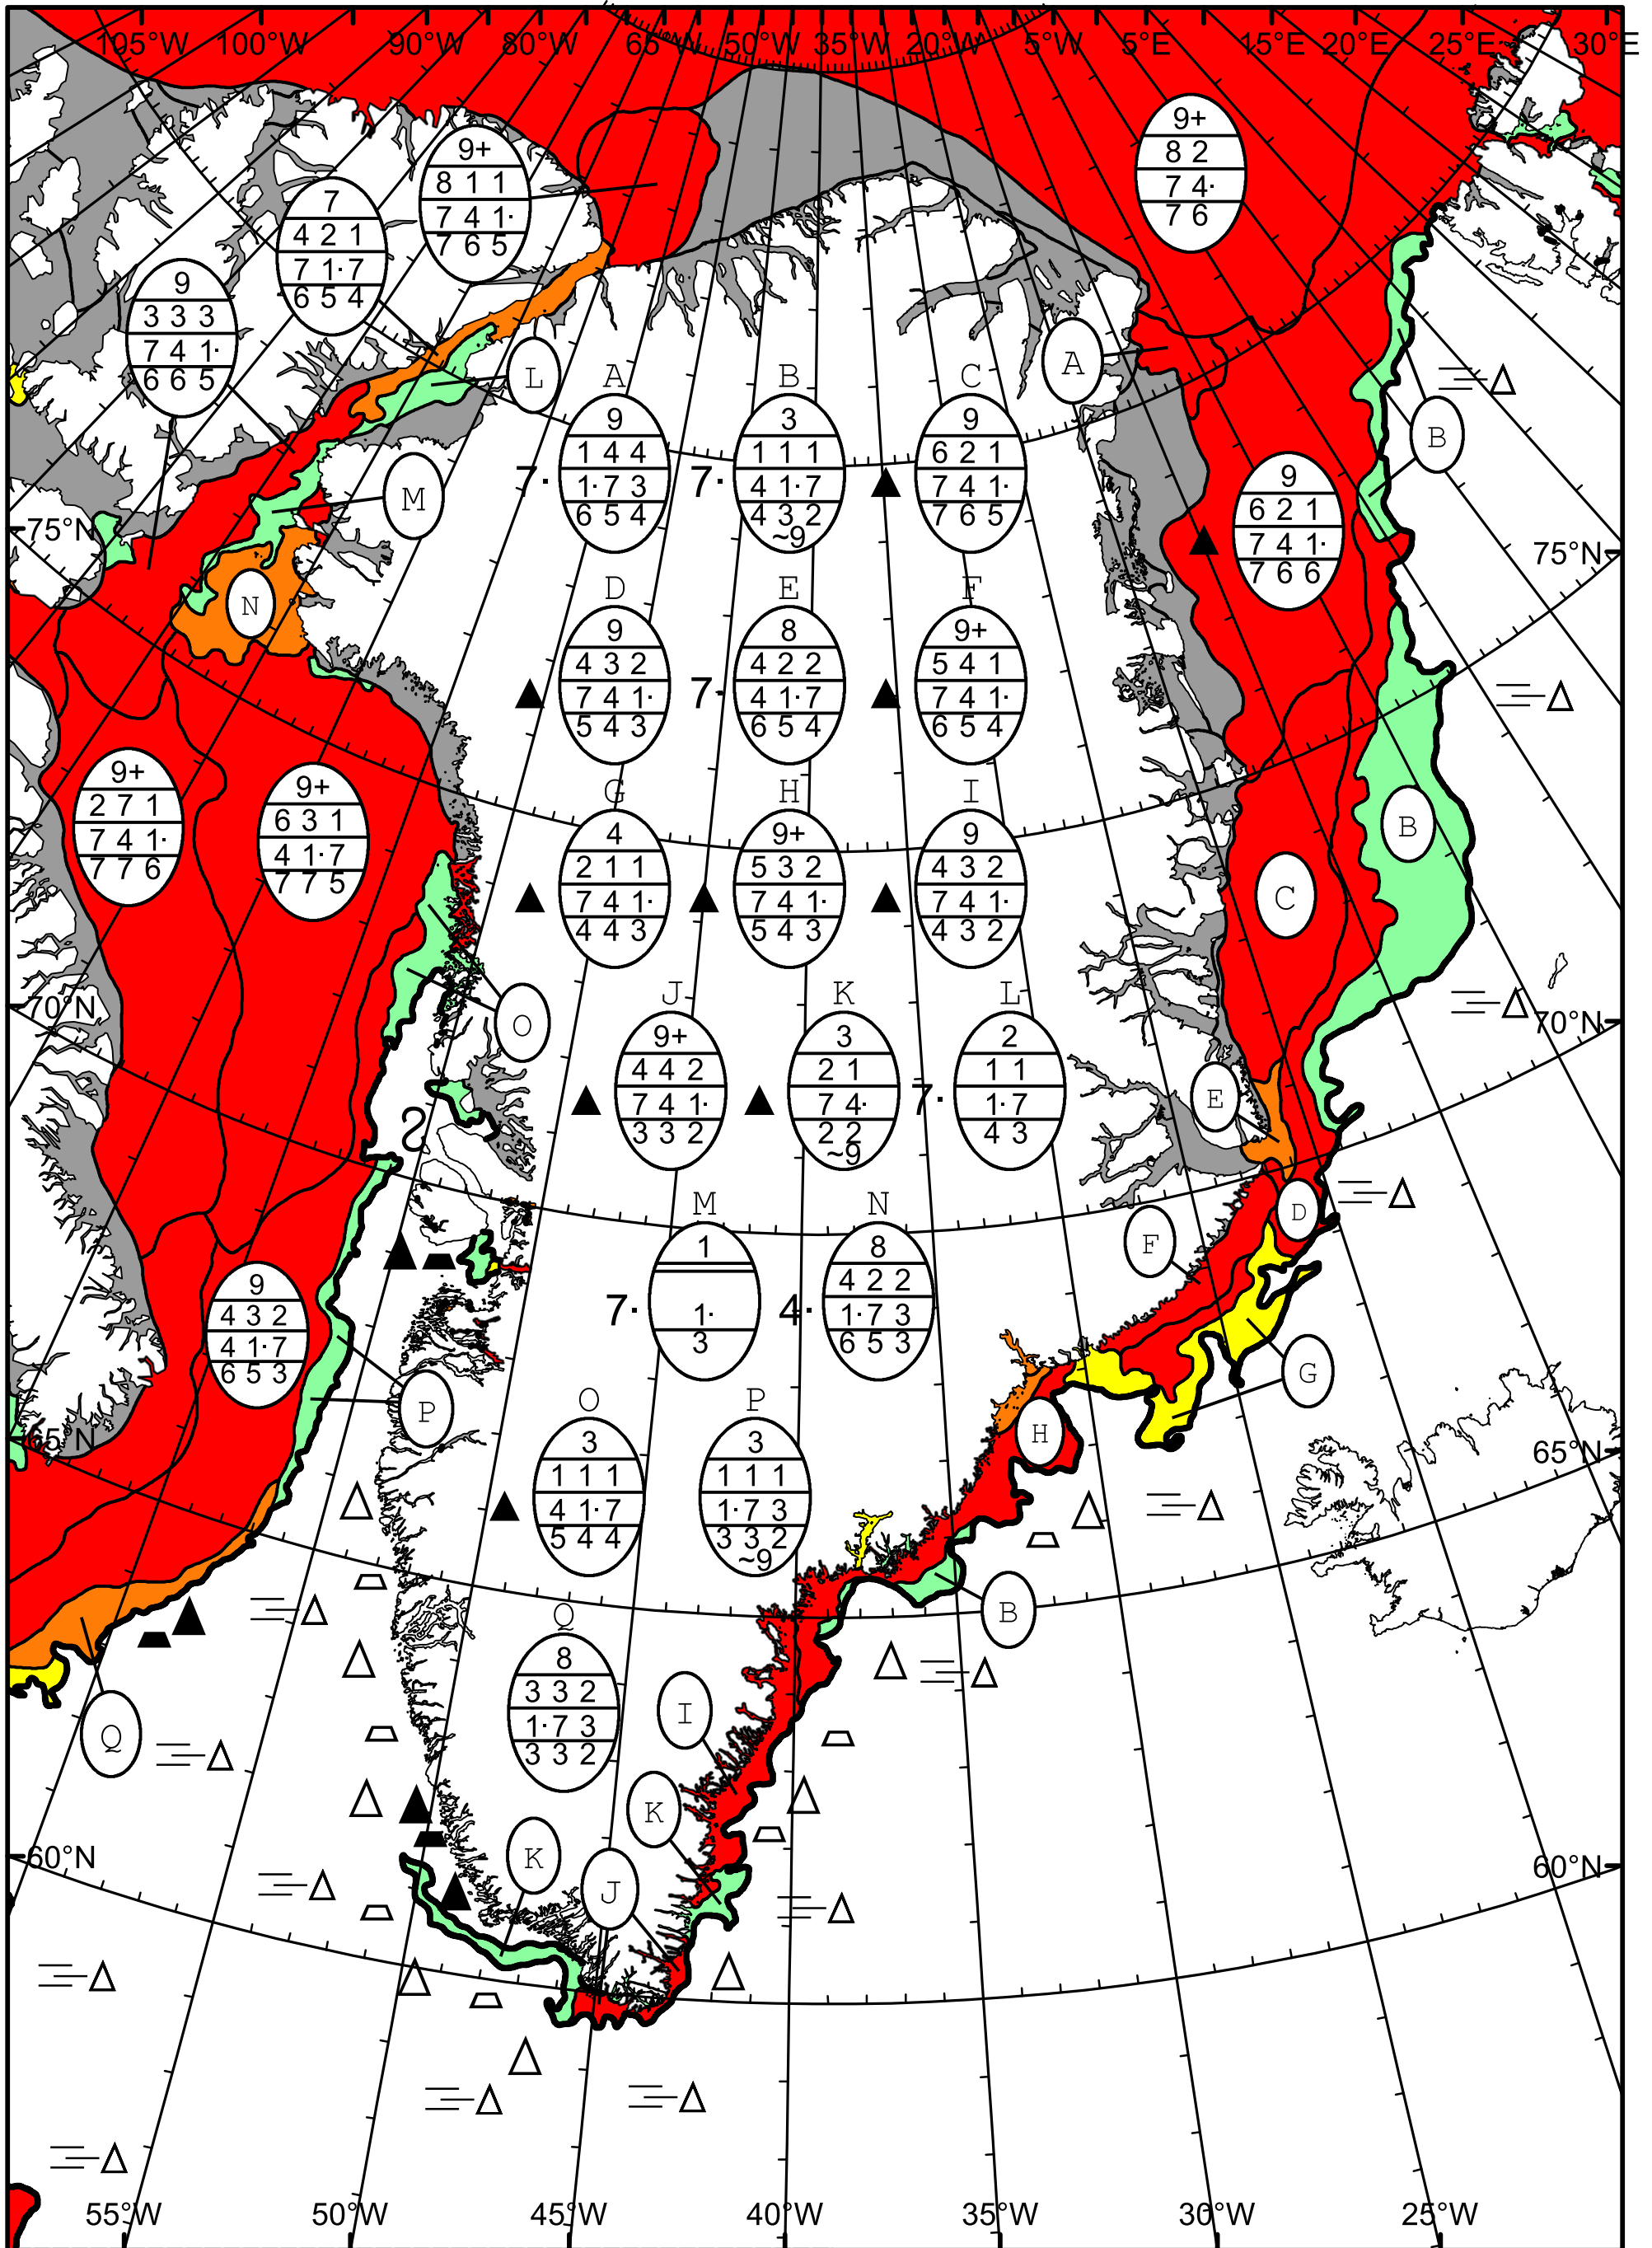 105°W 100°W 90°W 80°W 65°W 50°W 35°W 20°W 5°W 5°E 15°E 20°E 25°E 30°E
9+
8 2
7 4·
7 6
9+
8 1 1
7 4 1·
7 6 5
7
4 2 1
7 1·7
6 5 4
9
3 3 3
7 4 1·
6 6 5
L
A
B
M
N
75°N
75°N
A
9
1 4 4
7· 1·7 3
6 5 4
B
3
1 1 1
7· 4 1·7
4 3 2
~9
C
9
6 2 1
7 4 1·
7 6 5
9
6 2 1
7 4 1·
7 6 6
D
9
4 3 2
7 4 1·
5 4 3
E
8
4 2 2
7· 4 1·7
6 5 4
F
9+
5 4 1
7 4 1·
6 5 4
9+
2 7 1
7 4 1·
7 7 6
9+
6 3 1
4 1·7
7 7 5
G
4
2 1 1
7 4 1·
4 4 3
H
9+
5 3 2
7 4 1·
5 4 3
I
9
4 3 2
7 4 1·
4 3 2
B
C
70°N
70°N
O
E
J
9+
4 4 2
7 4 1·
3 3 2
K
3
2 1
7 4·
2 2
~9
L
2
1 1
7· 1·7
4 3
D
F
M
1
7· 1·
3
N
8
4 2 2
4· 1·7 3
6 5 3
9
4 3 2
4 1·7
6 5 3
P
G
H
65°N
65°N
O
3
1 1 1
4 1·7
5 4 4
P
3
1 1 1
1·7 3
3 3 2
~9
B
Q
8
3 3 2
1·7 3
3 3 2
I
Q
K
K
J
60°N
60°N
55°W 50°W 45°W 40°W 35°W 30°W 25°W